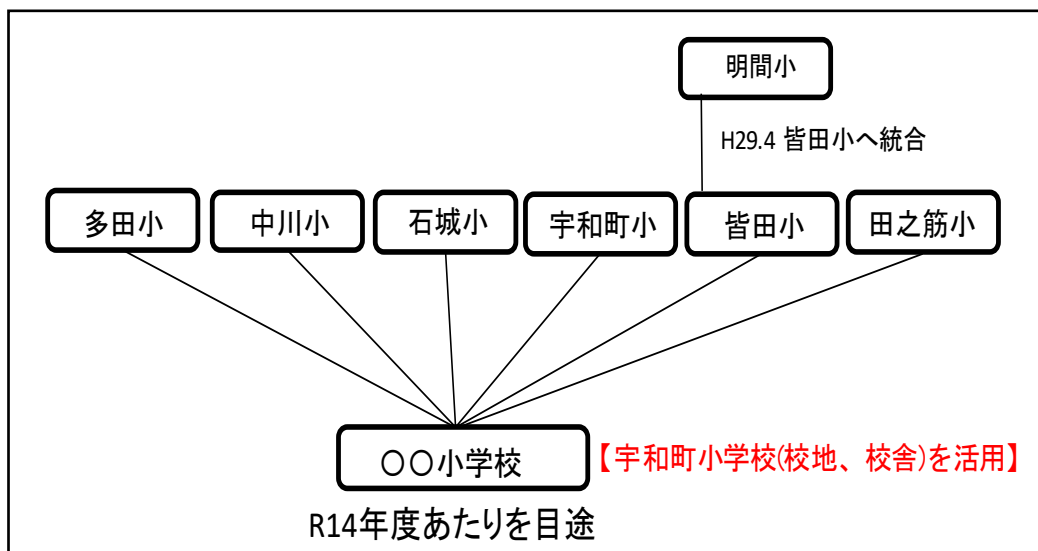 明間小
H29.4 皆田小へ統合
多田小
中川小
石城小
宇和町小
皆田小
田之筋小
〇〇小学校
【宇和町小学校(校地、校舎)を活用】
R14年度あたりを目途